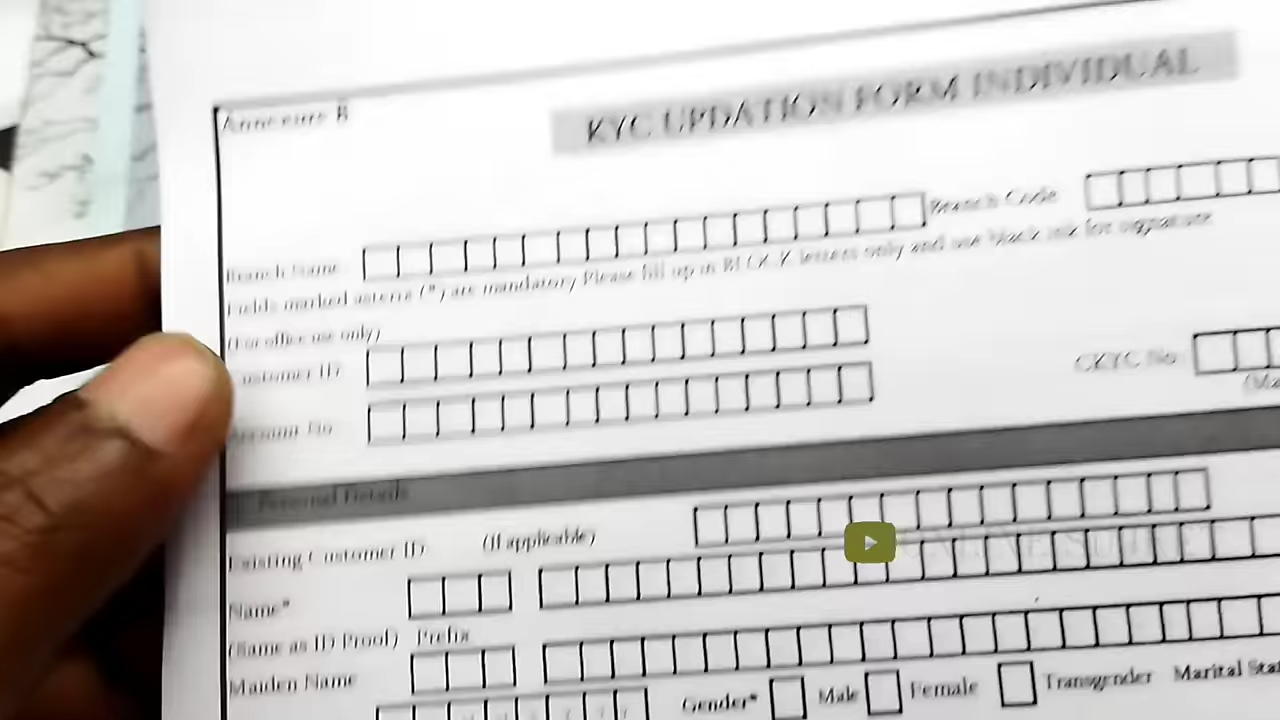 Annexure B
KYC UPDATION FORM INDIVIDUAL
Branch Name Branch Code
Fields marked asterix (*) are mandatory Please fill up in BLOCK letters only and use black ink for signature
(For office use only)
Customer ID CKYC No
Account No (Ma
Personal Details
Existing Customer ID (If applicable)
Name*
(Same as ID Proof) Prefix
Maiden Name
Gender* Male Female Transgender Marital Sta